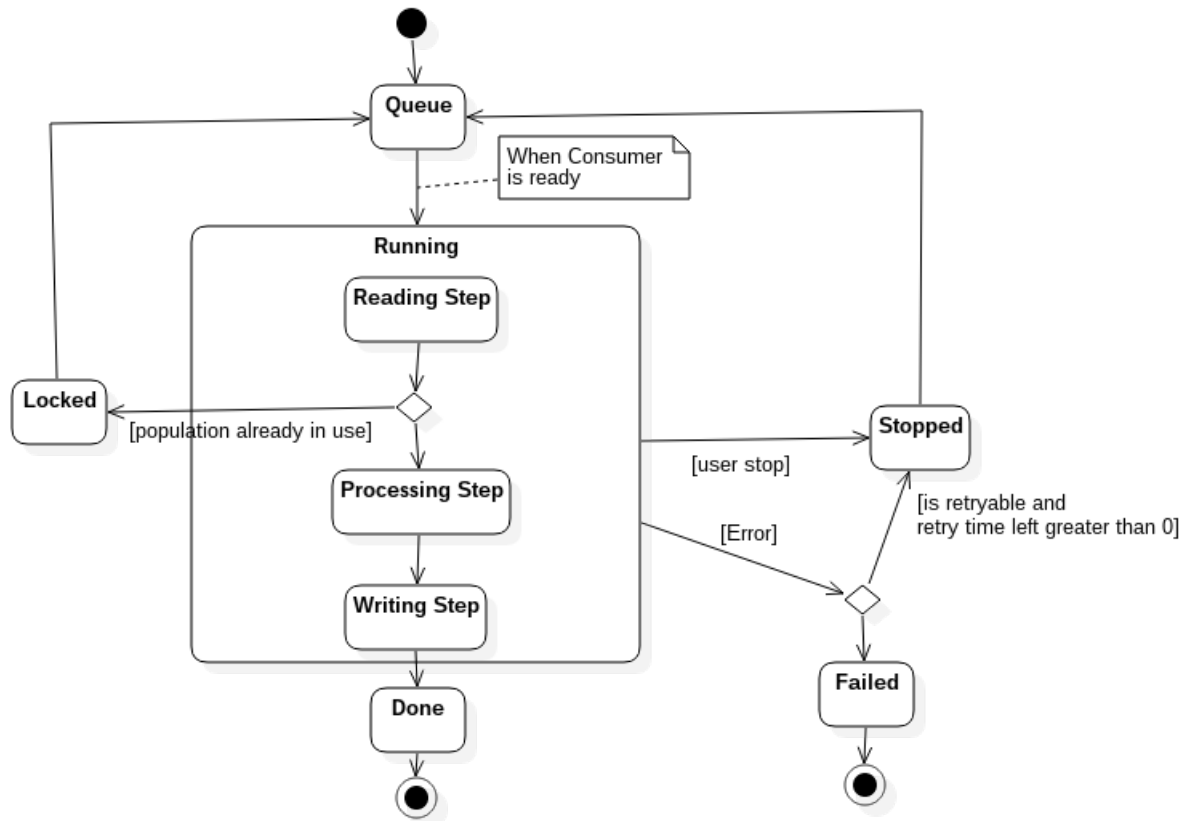 Queue
When Consumer
is ready
Running
Reading Step
Locked
[population already in use]
Processing Step
Writing Step
Done
[user stop]
Stopped
[is retryable and
retry time left greater than 0]
[Error]
Failed